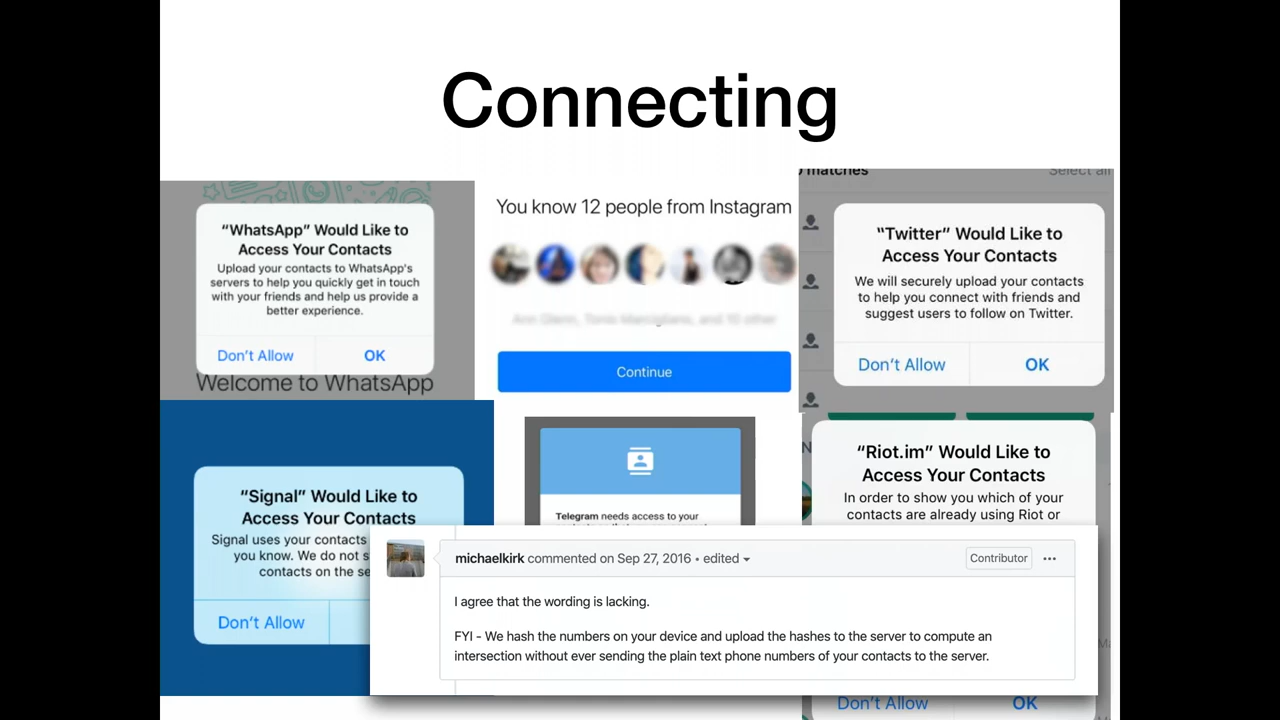 Connecting
“WhatsApp” Would Like to
Access Your Contacts
Upload your contacts to WhatsApp's
servers to help you quickly get in touch
with your friends and help us provide a
better experience.
Don't Allow OK
Welcome to WhatsApp
You know 12 people from Instagram
Continue
matches Select all
“Twitter” Would Like to
Access Your Contacts
We will securely upload your contacts
to help you connect with friends and
suggest users to follow on Twitter.
Don't Allow OK
“Signal” Would Like to
Access Your Contacts
Signal uses your contacts
you know. We do not s
contacts on the se
Don't Allow
Telegram needs access to your
“Riot.im” Would Like to
Access Your Contacts
In order to show you which of your
contacts are already using Riot or
michaelkirk commented on Sep 27, 2016 • edited
Contributor
I agree that the wording is lacking.
FYI - We hash the numbers on your device and upload the hashes to the server to compute an
intersection without ever sending the plain text phone numbers of your contacts to the server.
Don't Allow OK